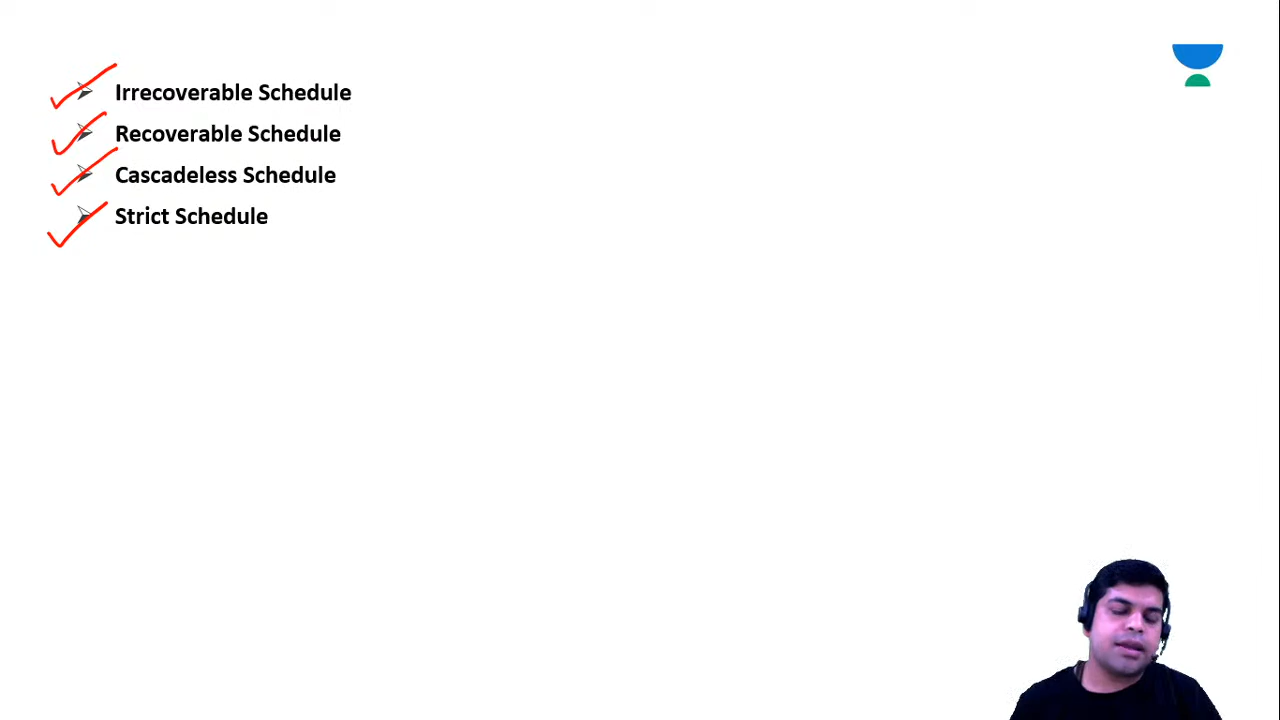 Irrecoverable Schedule
Recoverable Schedule
Cascadeless Schedule
Strict Schedule